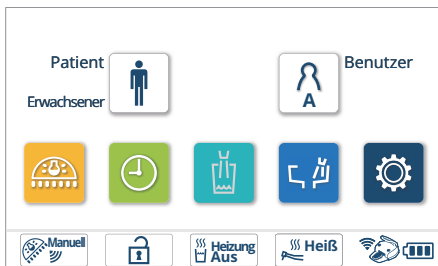 Patient
Erwachsener
Benutzer
A
Manuell
Heizung
Aus
Heiß